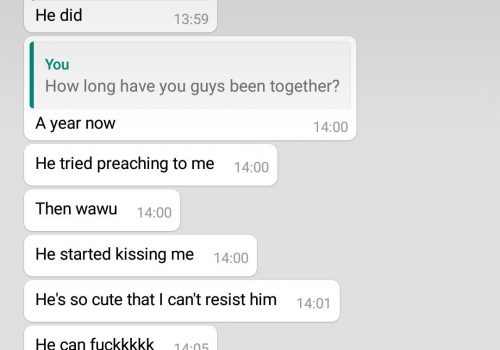 He did 13:59
You
How long have you guys been together?
A year now 14:00
He tried preaching to me 14:00
Then wawu 14:00
He started kissing me 14:00
He's so cute that I can't resist him 14:01
He can fuckkkkk 14:05